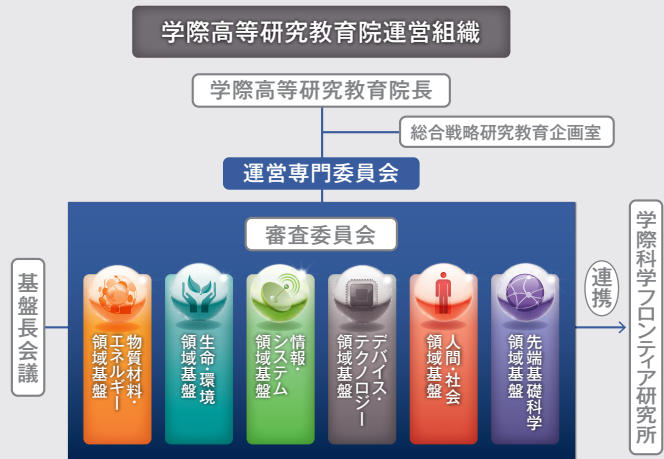 学際高等研究教育院運営組織
学際高等研究教育院長
総合戦略研究教育企画室
運営専門委員会
審査委員会
基盤長会議
物質材料・
エネルギー
領域基盤
生命・環境
領域基盤
情報・
システム
領域基盤
デバイス・
テクノロジー
領域基盤
人間・社会
領域基盤
先端基礎科学
領域基盤
連携
学際科学フロンティア研究所